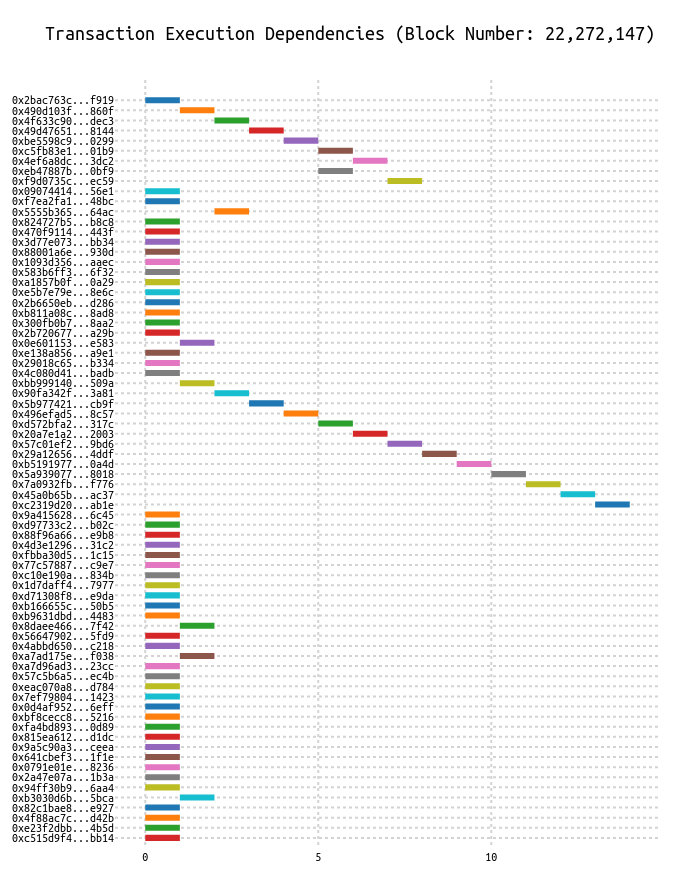 Transaction Execution Dependencies (Block Number: 22,272,147)
0x2bac763c...f919
0x490d103f...860f
0x4f633c90...dec3
0x49d47651...8144
0xbe5598c9...0299
0xc5fb83e1...01b9
0x4ef6a8dc...3dc2
0xeb47887b...0bf9
0xf9d0735c...ec59
0x09074414...56e1
0xf7ea2fa1...48bc
0x5555b365...64ac
0x824727b5...b8c8
0x470f9114...443f
0x3d77e073...bb34
0x88001a6e...930d
0x1093d356...aaec
0x583b6ff3...6f32
0xa1857b0f...0a29
0xe5b7e79e...8e6c
0x2b6650eb...d286
0xb811a08c...8ad8
0x300fb0b7...8aa2
0x2b720677...a29b
0x0e601153...e583
0xe138a856...a9e1
0x29018c65...b334
0x4c080d41...badb
0xbb999140...509a
0x90fa342f...3a81
0x5b977421...cb9f
0x496efad5...8c57
0xd572bfa2...317c
0x20a7e1a2...2003
0x57c01ef2...9bd6
0x29a12656...4ddf
0xb5191977...0a4d
0x5a939077...8018
0x7a0932fb...f776
0x45a0b65b...ac37
0xc2319d20...ab1e
0x9a415628...6c45
0xd97733c2...b02c
0x88f96a66...e9b8
0x4d3e1296...31c2
0xfbba30d5...1c15
0x77c57887...c9e7
0xc10e190a...834b
0x1d7daff4...7977
0xd71308f8...e9da
0xb166655c...50b5
0xb9631dbd...4483
0x8daee466...7f42
0x56647902...5fd9
0x4abbd650...c218
0xa7ad175e...f038
0xa7d96ad3...23cc
0x57c5b6a5...ec4b
0xeac070a8...d784
0x7ef79804...1423
0x0d4af952...6eff
0xbf8cecc8...5216
0xfa4bd893...0d89
0x815ea612...d1dc
0x9a5c90a3...ceea
0x641cbef3...1f1e
0x0791e01e...8236
0x2a47e07a...1b3a
0x94ff30b9...6aa4
0xb3030d6b...5bca
0x82c1bae8...e927
0x4f88ac7c...d42b
0xe23f2dbb...4b5d
0xc515d9f4...bb14
0 5 10